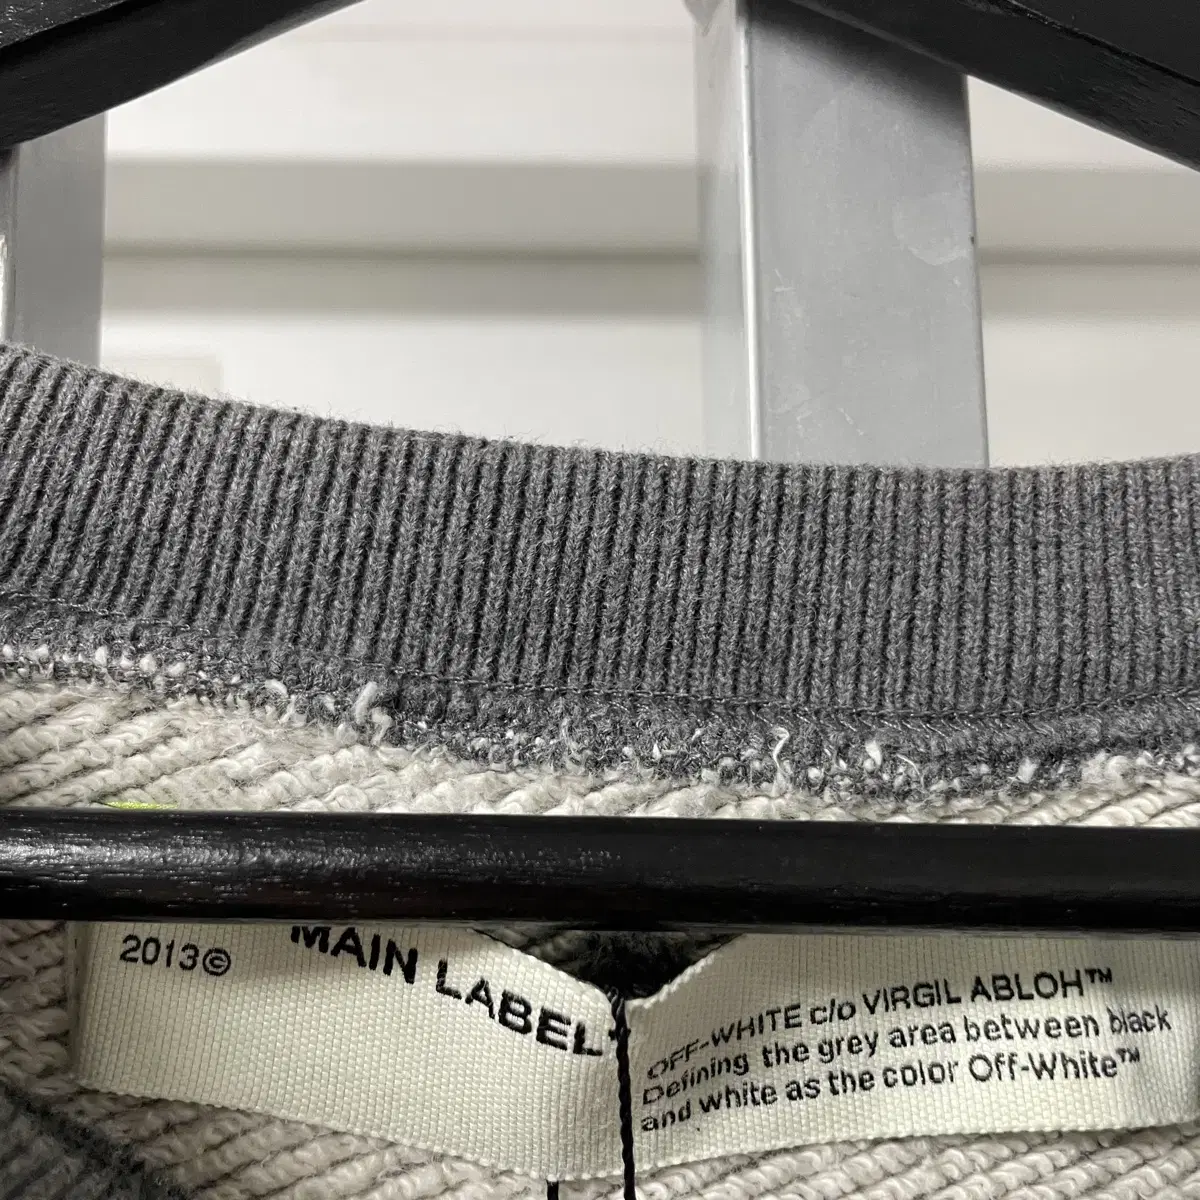 2013©
MAIN LABEL
OFF-WHITE c/o VIRGIL ABLOH™
Defining the grey area between black
and white as the color Off-White™